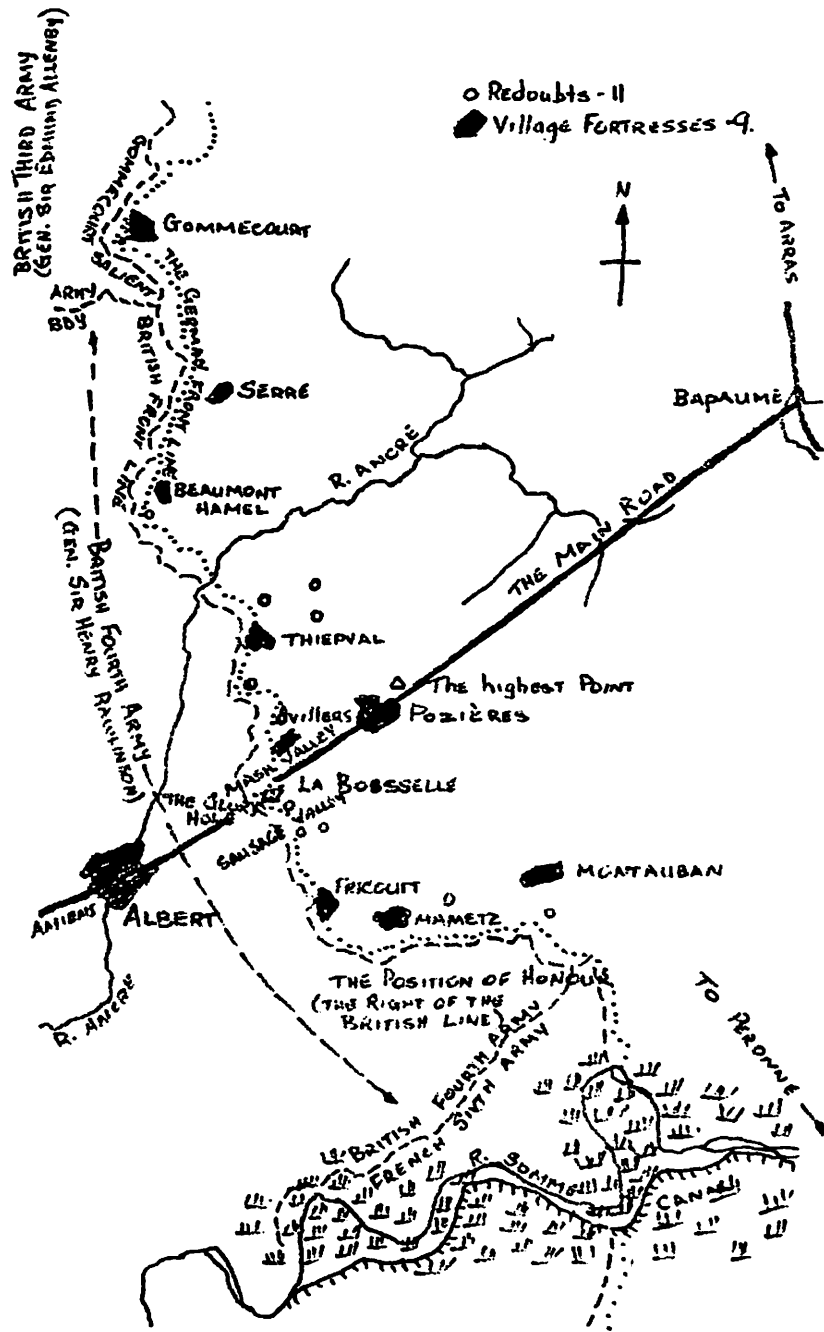 BRITISH THIRD ARMY
(GEN. SIR EDMUND ALLENBY)
o Redoubts - 11
Village FORTRESSES - 9.
N
TO ARRAS
GOMMECOURT
SALIENT
GOMMECOURT
ARMY
BDY
THE GERMAN FRONT LINE
BRITISH FRONT LINE
SERRE
BAPAUME
R. ANCRE
BEAUMONT
HAMEL
THE MAIN ROAD
BRITISH FOURTH ARMY
(GEN. SIR HENRY RAWLINSON)
THIEPVAL
The highest POINT
POZIÈRES
OVILLERS
MASH VALLEY
LA BOISSELLE
THE GLORY
HOLE
SAUSAGE VALLEY
MONTAUBAN
FRICOURT
MAMETZ
AMIENS
ALBERT
R. ANCRE
THE POSITION OF HONOUR
(THE RIGHT OF THE
BRITISH LINE)
TO PERONNE
BRITISH FOURTH ARMY
FRENCH SIXTH ARMY
R. SOMME
CANAL